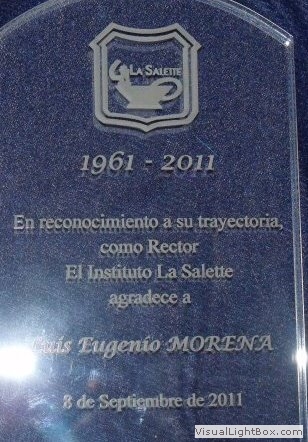 LA SALETTE
1961 - 2011
En reconocimiento a su trayectoria,
como Rector
El Instituto La Salette
agradece a
Luis Eugenio MORENA
8 de Septiembre de 2011
VisualLightBox.com